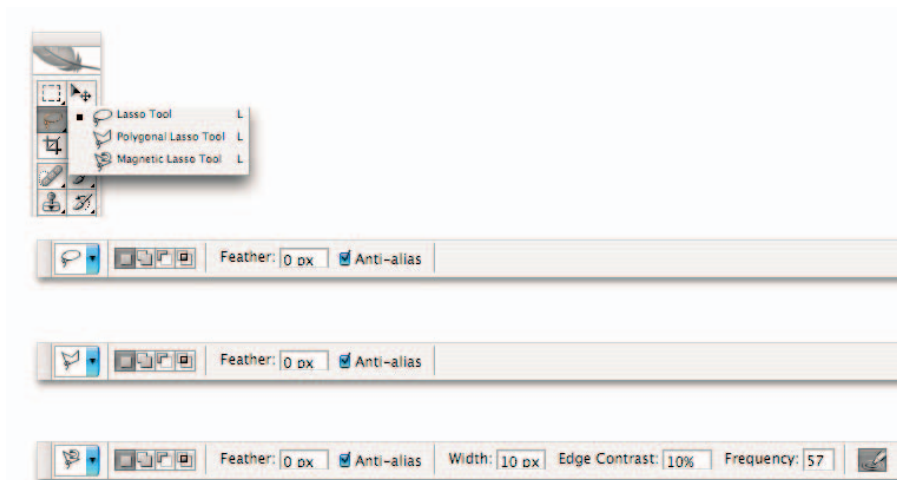 Lasso Tool L
Polygonal Lasso Tool L
Magnetic Lasso Tool L
Feather: 0 px Anti-alias
Feather: 0 px Anti-alias
Feather: 0 px Anti-alias Width: 10 px Edge Contrast: 10% Frequency: 57